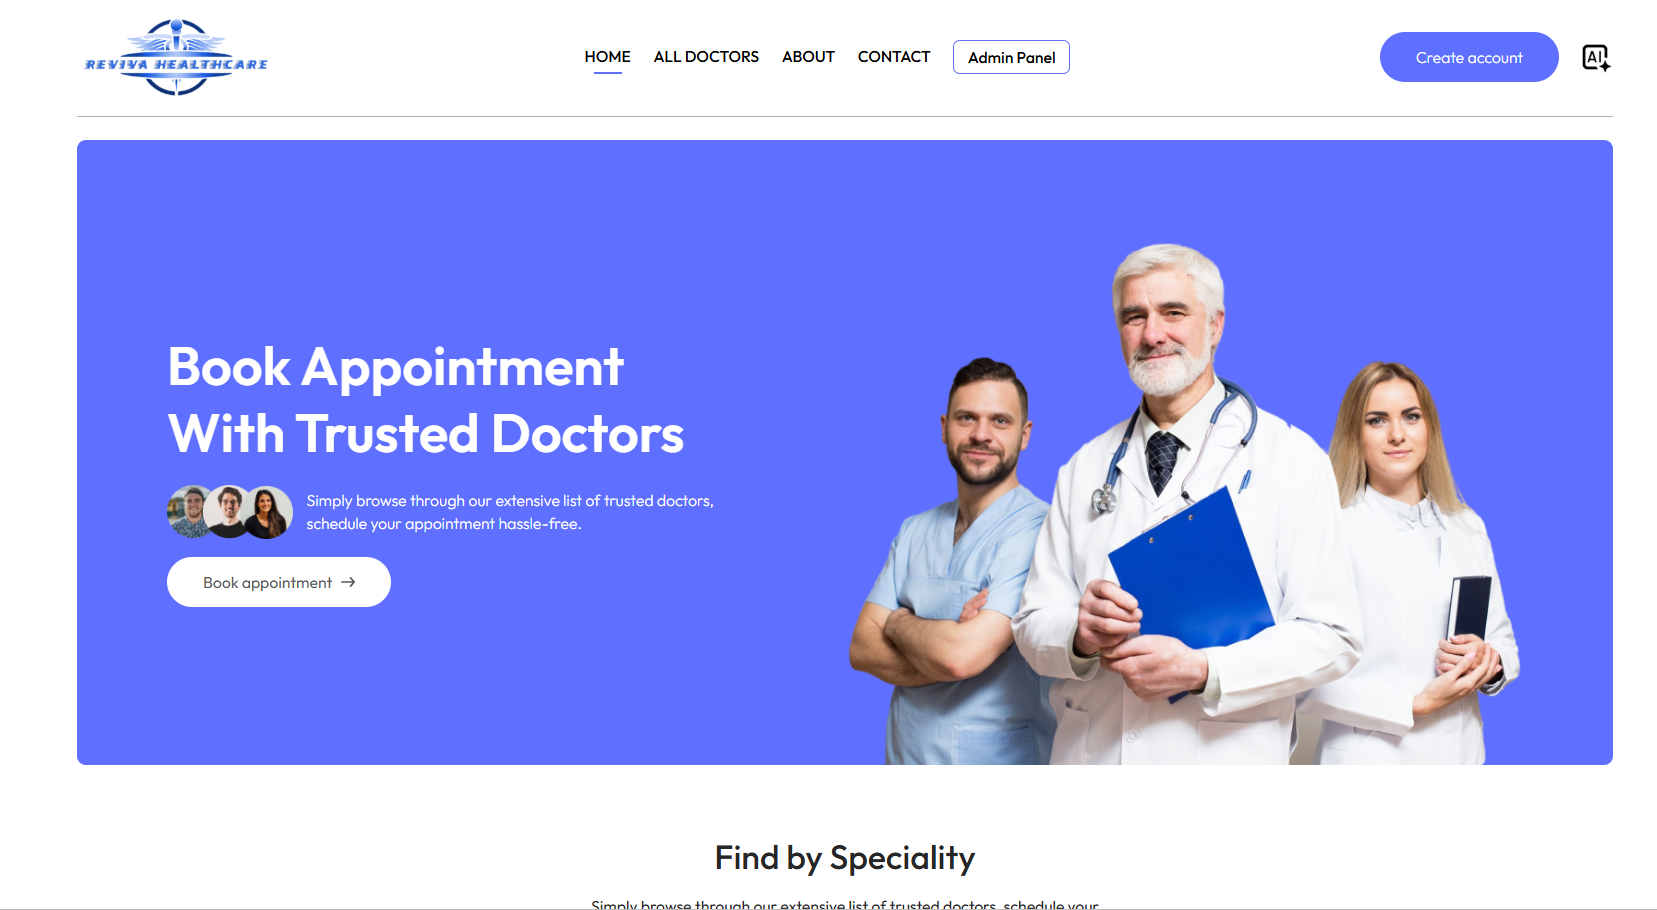 REVIVA HEALTHCARE
HOME
ALL DOCTORS
ABOUT
CONTACT
Admin Panel
Create account
AI
Book Appointment
With Trusted Doctors
Simply browse through our extensive list of trusted doctors,
schedule your appointment hassle-free.
Book appointment →
Find by Speciality
Simply browse through our extensive list of trusted doctors, schedule your